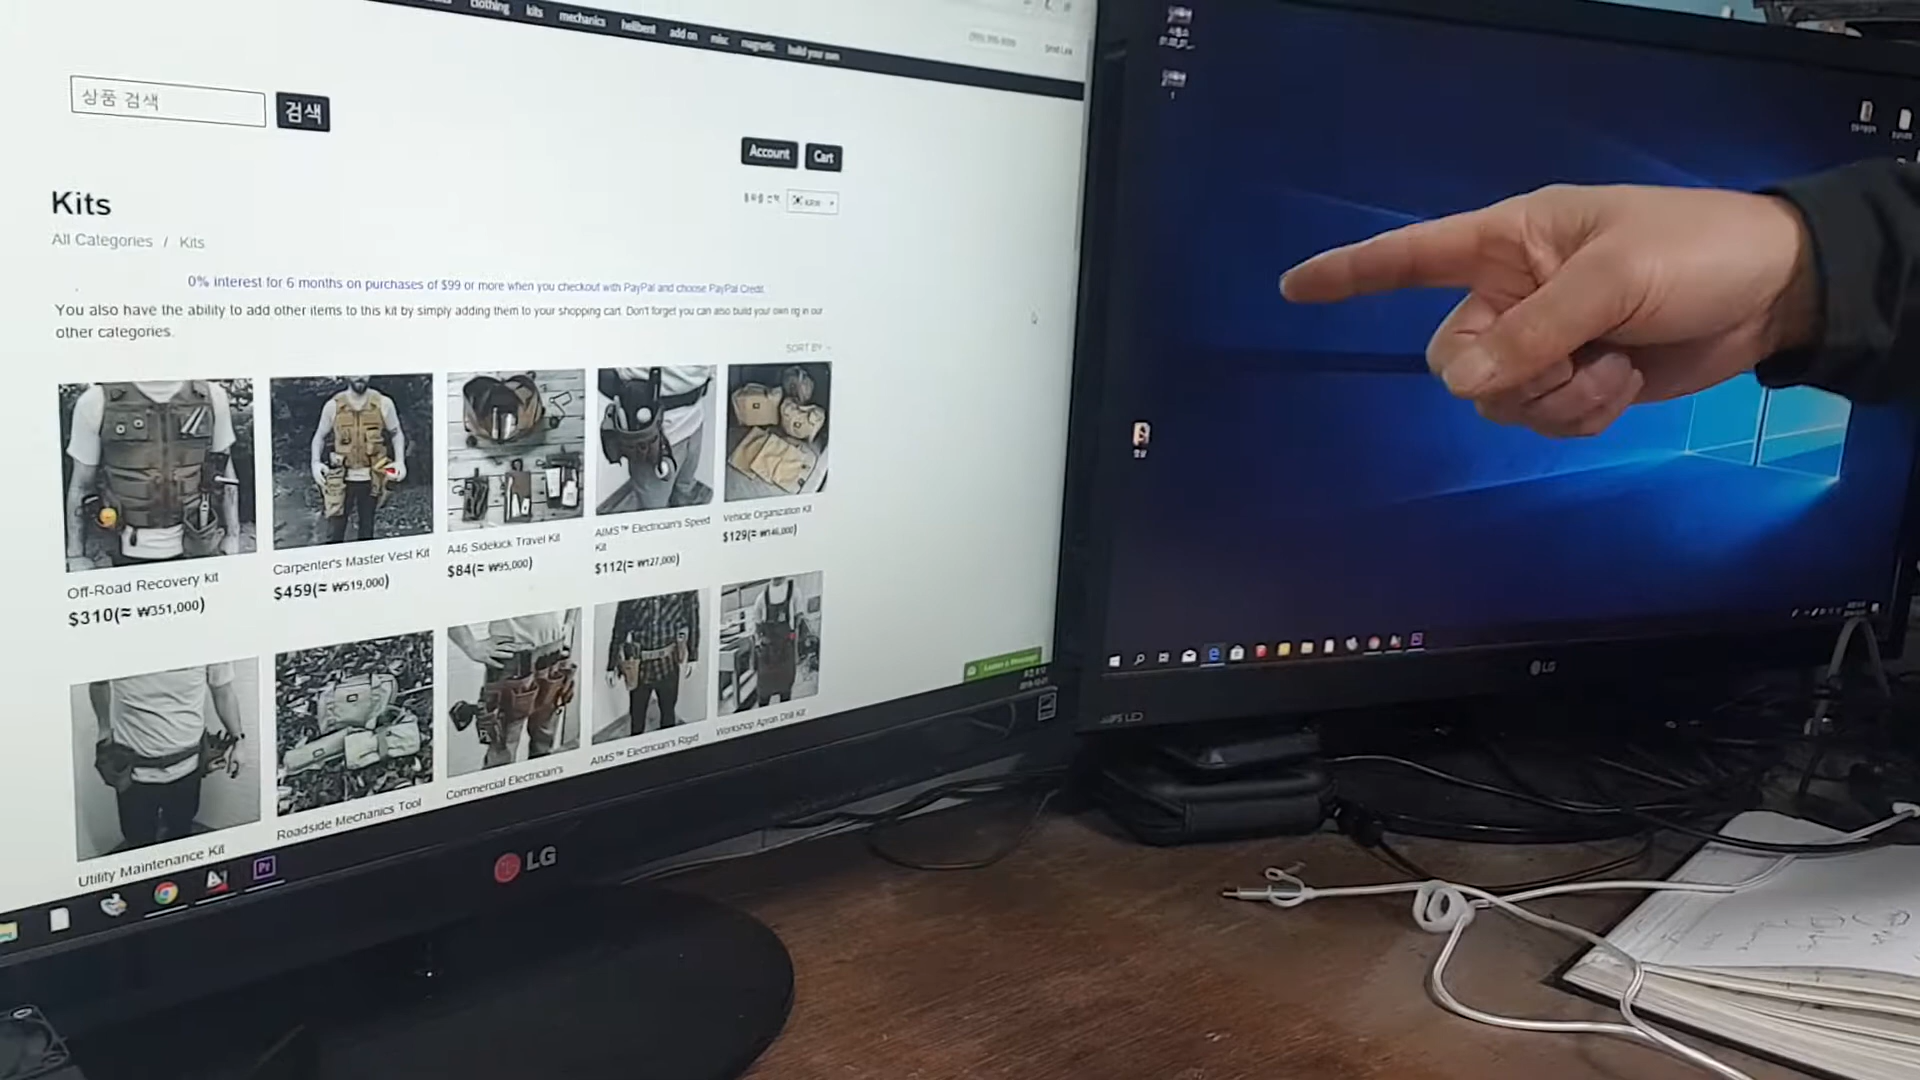 clothing kits mechanics hellbent add on misc magnetic build your own
상품 검색
검색
Account
Cart
Kits
All Categories / Kits
0% interest for 6 months on purchases of $99 or more when you checkout with PayPal and choose PayPal Credit.
You also have the ability to add other items to this kit by simply adding them to your shopping cart. Don't forget you can also build your own rig in our
other categories.
SORT BY
Off-Road Recovery kit
$310(≈ ₩351,000)
Carpenter's Master Vest Kit
$459(≈ ₩519,000)
A46 Sidekick Travel Kit
$84(≈ ₩95,000)
AIMS™ Electrician's Speed
Kit
$112(≈ ₩127,000)
Vehicle Organization Kit
$129(≈ ₩146,000)
Utility Maintenance Kit
Roadside Mechanics Tool
Commercial Electrician's
AIMS™ Electrician's Rigid
Workshop Apron Drill Kit
Leave a Message
Pr
LG
LG